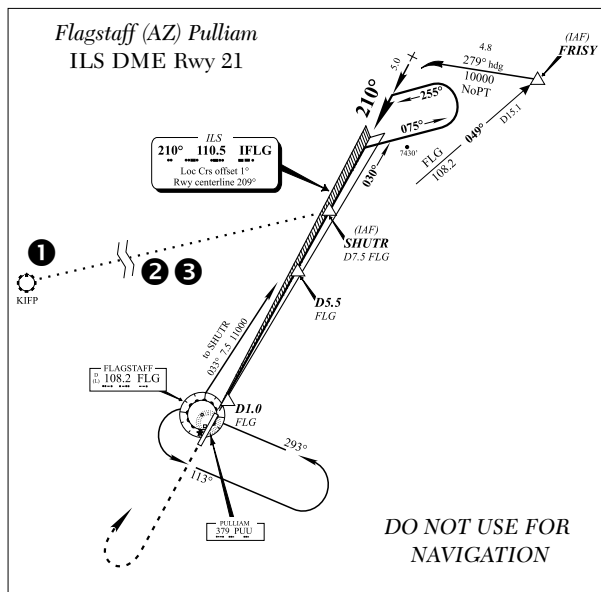 Flagstaff (AZ) Pulliam
ILS DME Rwy 21
(IAF)
FRISY
4.8
279° hdg
10000
NoPT
5.0
210°
255°
075°
049°
D15.1
7430'
FLG
108.2
030°
ILS
210° 110.5 IFLG
Loc Crs offset 1°
Rwy centerline 209°
(IAF)
SHUTR
D7.5 FLG
1
2 3
KIFP
D5.5
FLG
to SHUTR
033° 7.5 11000
FLAGSTAFF
D
(L) 108.2 FLG
D1.0
FLG
293°
113°
PULLIAM
379 PUU
DO NOT USE FOR
NAVIGATION